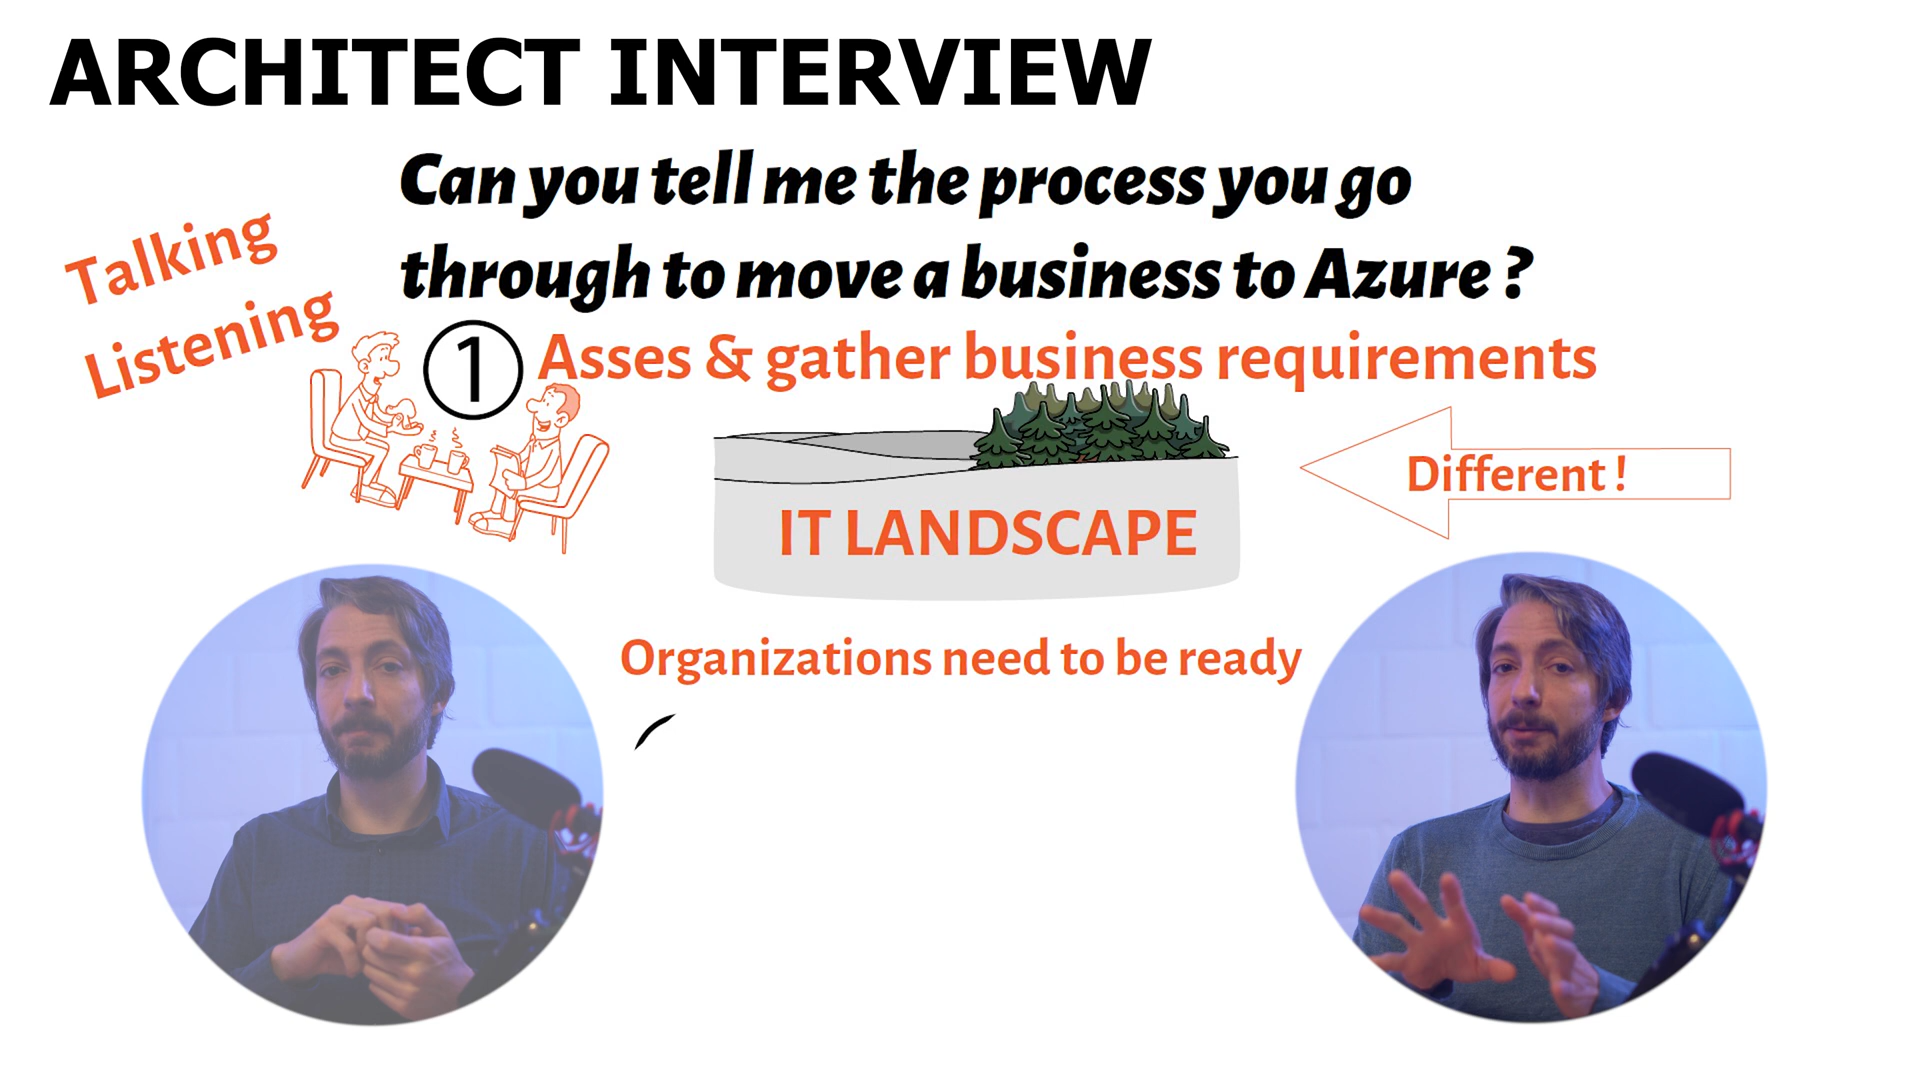 ARCHITECT INTERVIEW
Can you tell me the process you go
through to move a business to Azure ?
Talking
Listening
1 Asses & gather business requirements
Different !
IT LANDSCAPE
Organizations need to be ready